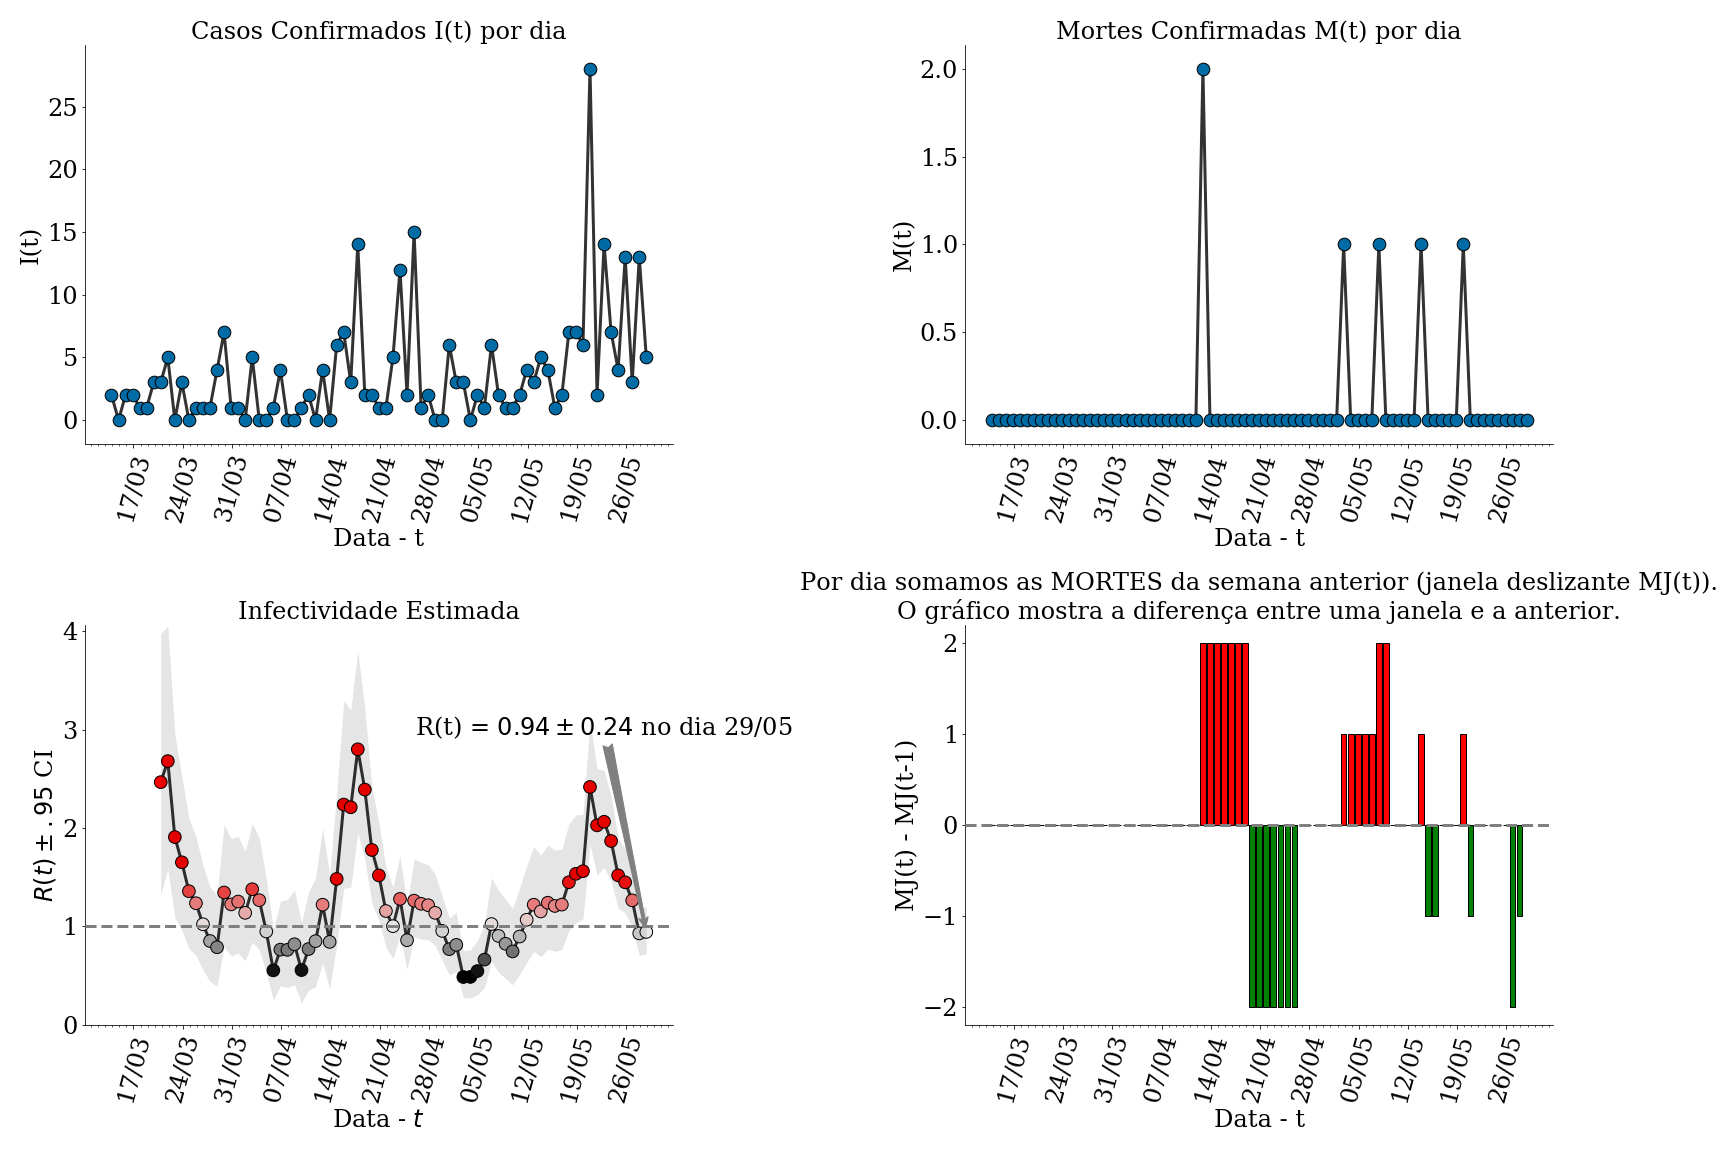 Casos Confirmados I(t) por dia
I(t)
25
20
15
10
5
0
17/03 24/03 31/03 07/04 14/04 21/04 28/04 05/05 12/05 19/05 26/05
Data - t
Mortes Confirmadas M(t) por dia
M(t)
2.0
1.5
1.0
0.5
0.0
17/03 24/03 31/03 07/04 14/04 21/04 28/04 05/05 12/05 19/05 26/05
Data - t
Infectividade Estimada
R(t) ± .95 CI
4
3
2
1
0
R(t) = 0.94 ± 0.24 no dia 29/05
17/03 24/03 31/03 07/04 14/04 21/04 28/04 05/05 12/05 19/05 26/05
Data - t
Por dia somamos as MORTES da semana anterior (janela deslizante MJ(t)).
O gráfico mostra a diferença entre uma janela e a anterior.
MJ(t) - MJ(t-1)
2
1
0
−1
−2
17/03 24/03 31/03 07/04 14/04 21/04 28/04 05/05 12/05 19/05 26/05
Data - t